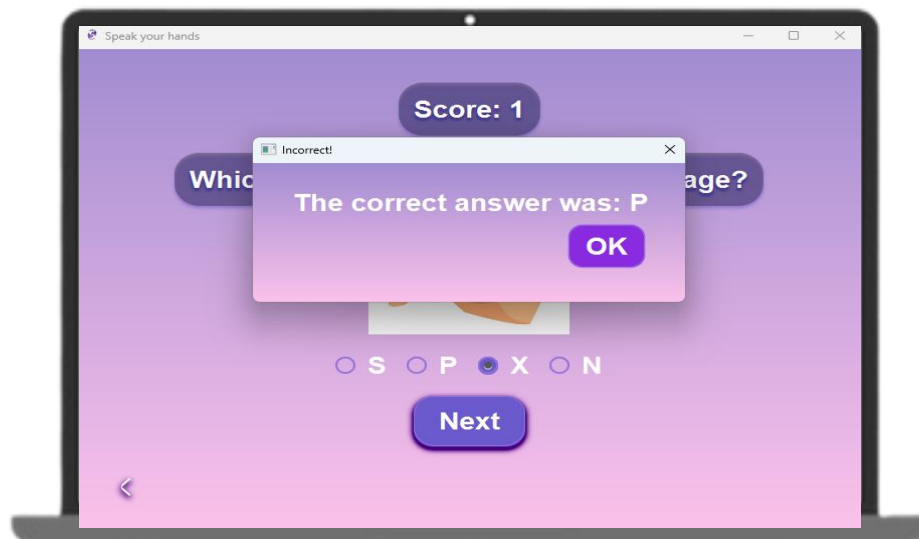 Speak your hands
Score: 1
Incorrect!
Whic age?
The correct answer was: P
OK
S P X N
Next